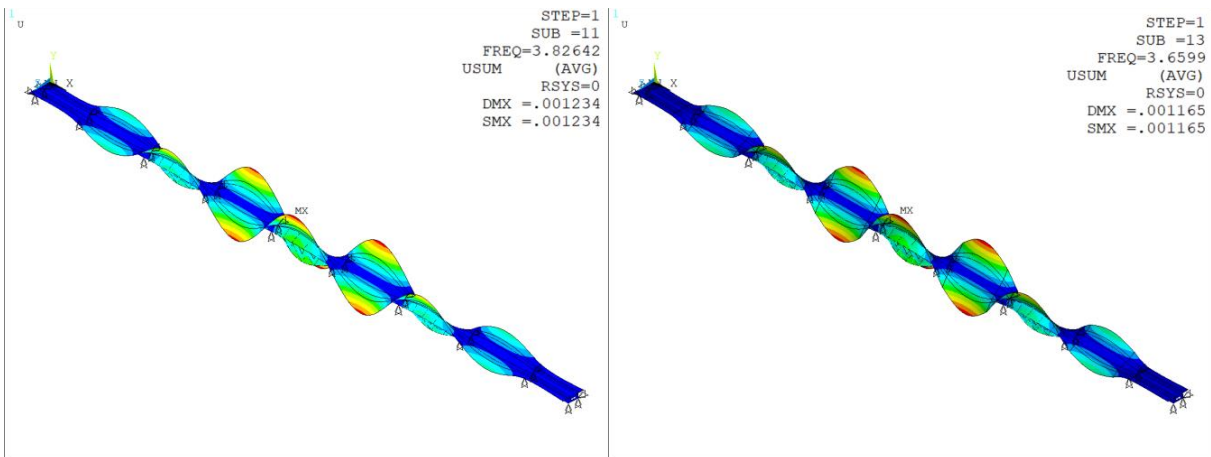 1
U
STEP=1
SUB =11
FREQ=3.82642
USUM (AVG)
RSYS=0
DMX =.001234
SMX =.001234
Y
X
MX
1
U
STEP=1
SUB =13
FREQ=3.6599
USUM (AVG)
RSYS=0
DMX =.001165
SMX =.001165
Y
X
MX